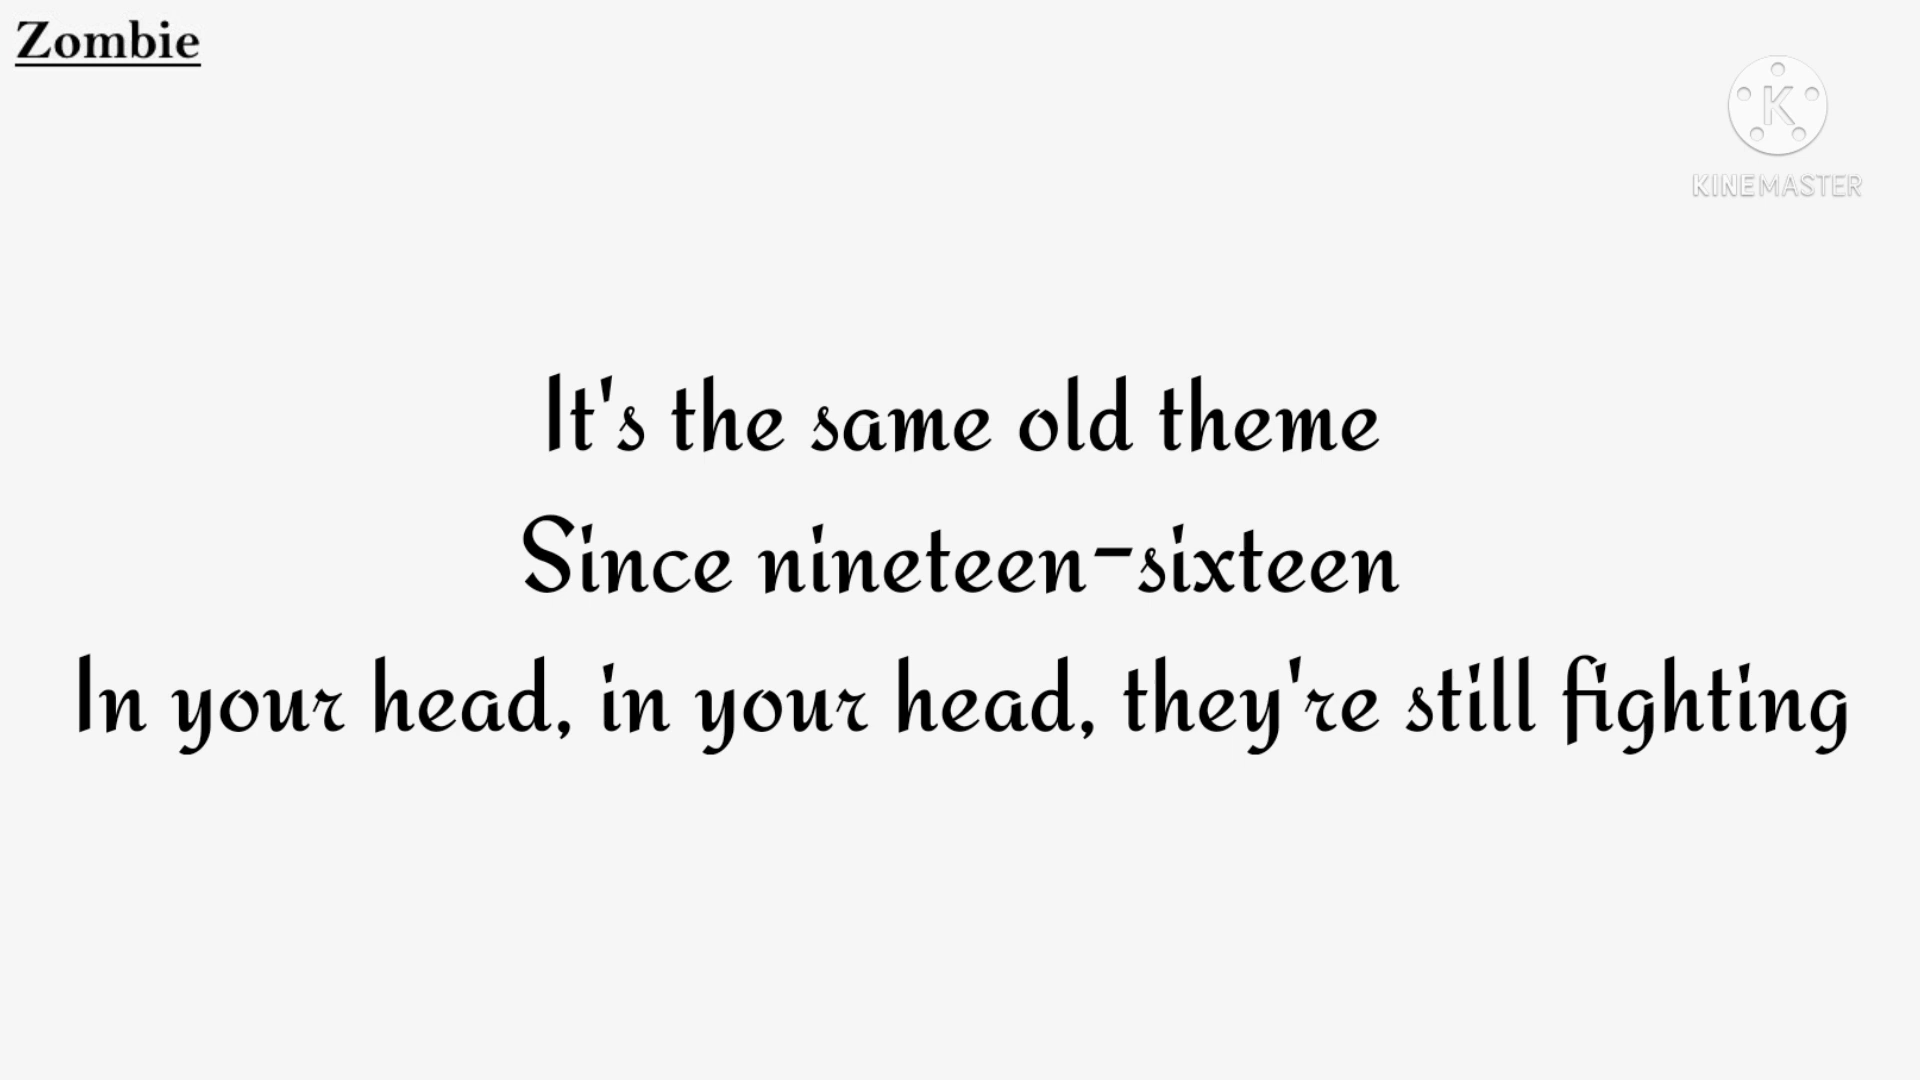 Zombie
K
KINEMASTER
It's the same old theme
Since nineteen-sixteen
In your head, in your head, they're still fighting